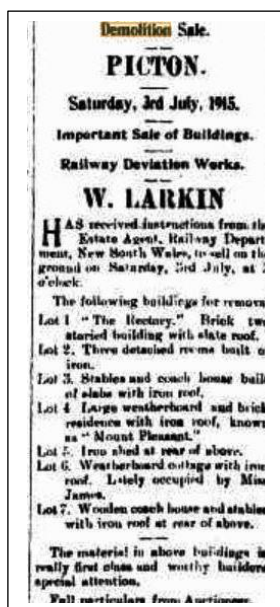 Demolition Sale.
PICTON.
Saturday, 3rd July, 1915.
Important Sale of Buildings.
Railway Deviation Works.
W. LARKIN
HAS received instructions from th
Estate Agent, Railway Depart
ment, New South Wales, to sell on th
ground on Saturday, 3rd July, at
o'clock.
The following buildings for remova
Lot 1 "The Rectory." Brick tw
storied building with slate roof.
Lot 2. Three detached rooms built o
iron.
Lot 3. Stables and coach house buil
of slabs with iron roof.
Lot 4 Large weatherboard and brick
residence with iron roof, know
as "Mount Pleasant."
Lot 5. Iron shed at rear of above.
Lot 6. Weatherboard cottage with iron
roof. Lately occupied by Miss
James.
Lot 7. Wooden coach house and stables
with iron roof at rear of above.
The material in above buildings is
really first class and worthy builders
special attention.
Full particulars from Auctioneer.